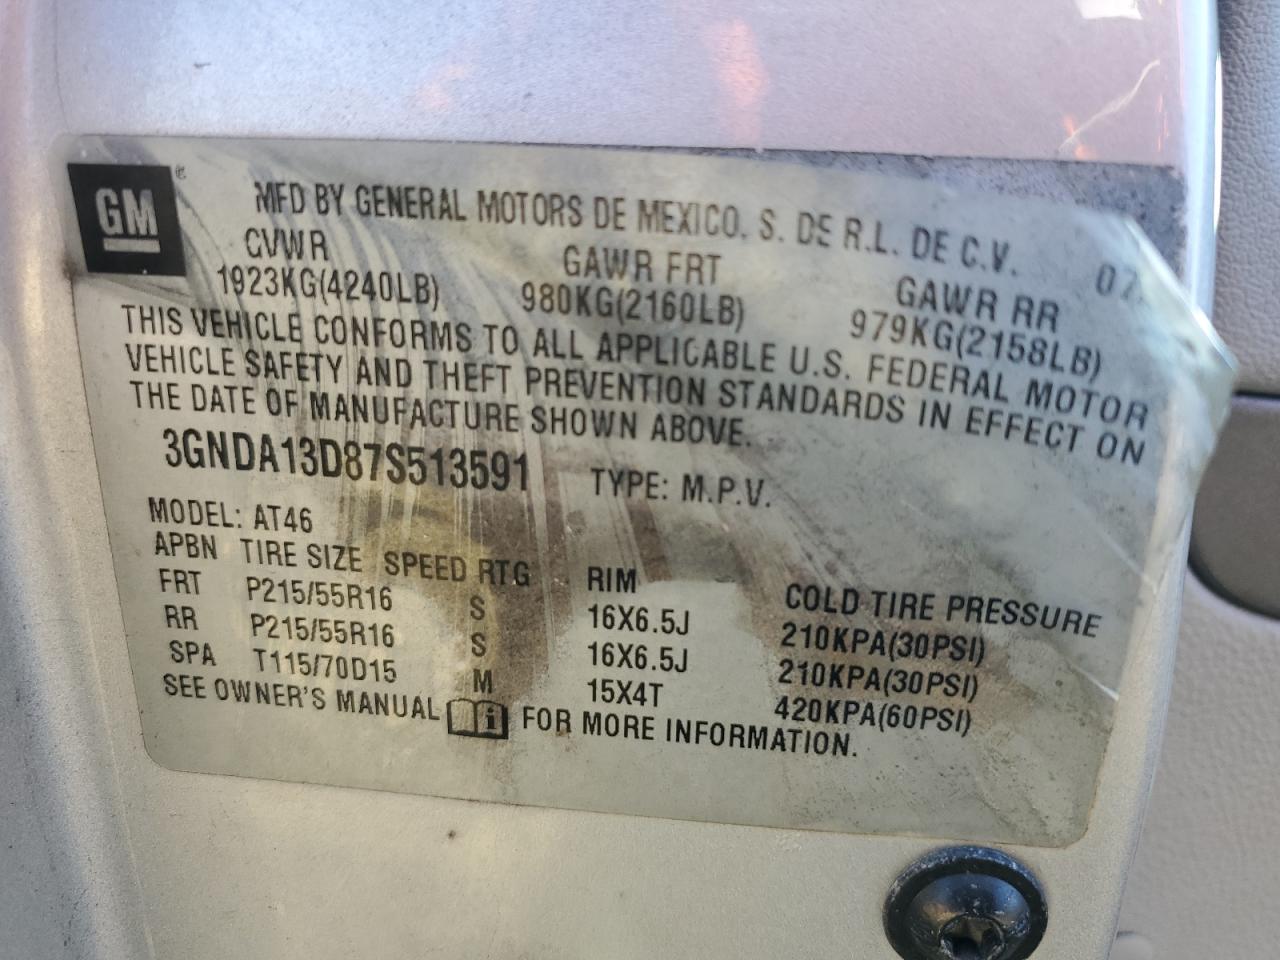 GM ®
MFD BY GENERAL MOTORS DE MEXICO, S. DE R.L. DE C.V. 07
GVWR GAWR FRT GAWR RR
1923KG(4240LB) 980KG(2160LB) 979KG(2158LB)
THIS VEHICLE CONFORMS TO ALL APPLICABLE U.S. FEDERAL MOTOR
VEHICLE SAFETY AND THEFT PREVENTION STANDARDS IN EFFECT ON
THE DATE OF MANUFACTURE SHOWN ABOVE.
3GNDA13D87S513591 TYPE: M.P.V.
MODEL: AT46
APBN TIRE SIZE SPEED RTG RIM COLD TIRE PRESSURE
FRT P215/55R16 S 16X6.5J 210KPA(30PSI)
RR P215/55R16 S 16X6.5J 210KPA(30PSI)
SPA T115/70D15 M 15X4T 420KPA(60PSI)
SEE OWNER'S MANUAL i FOR MORE INFORMATION.